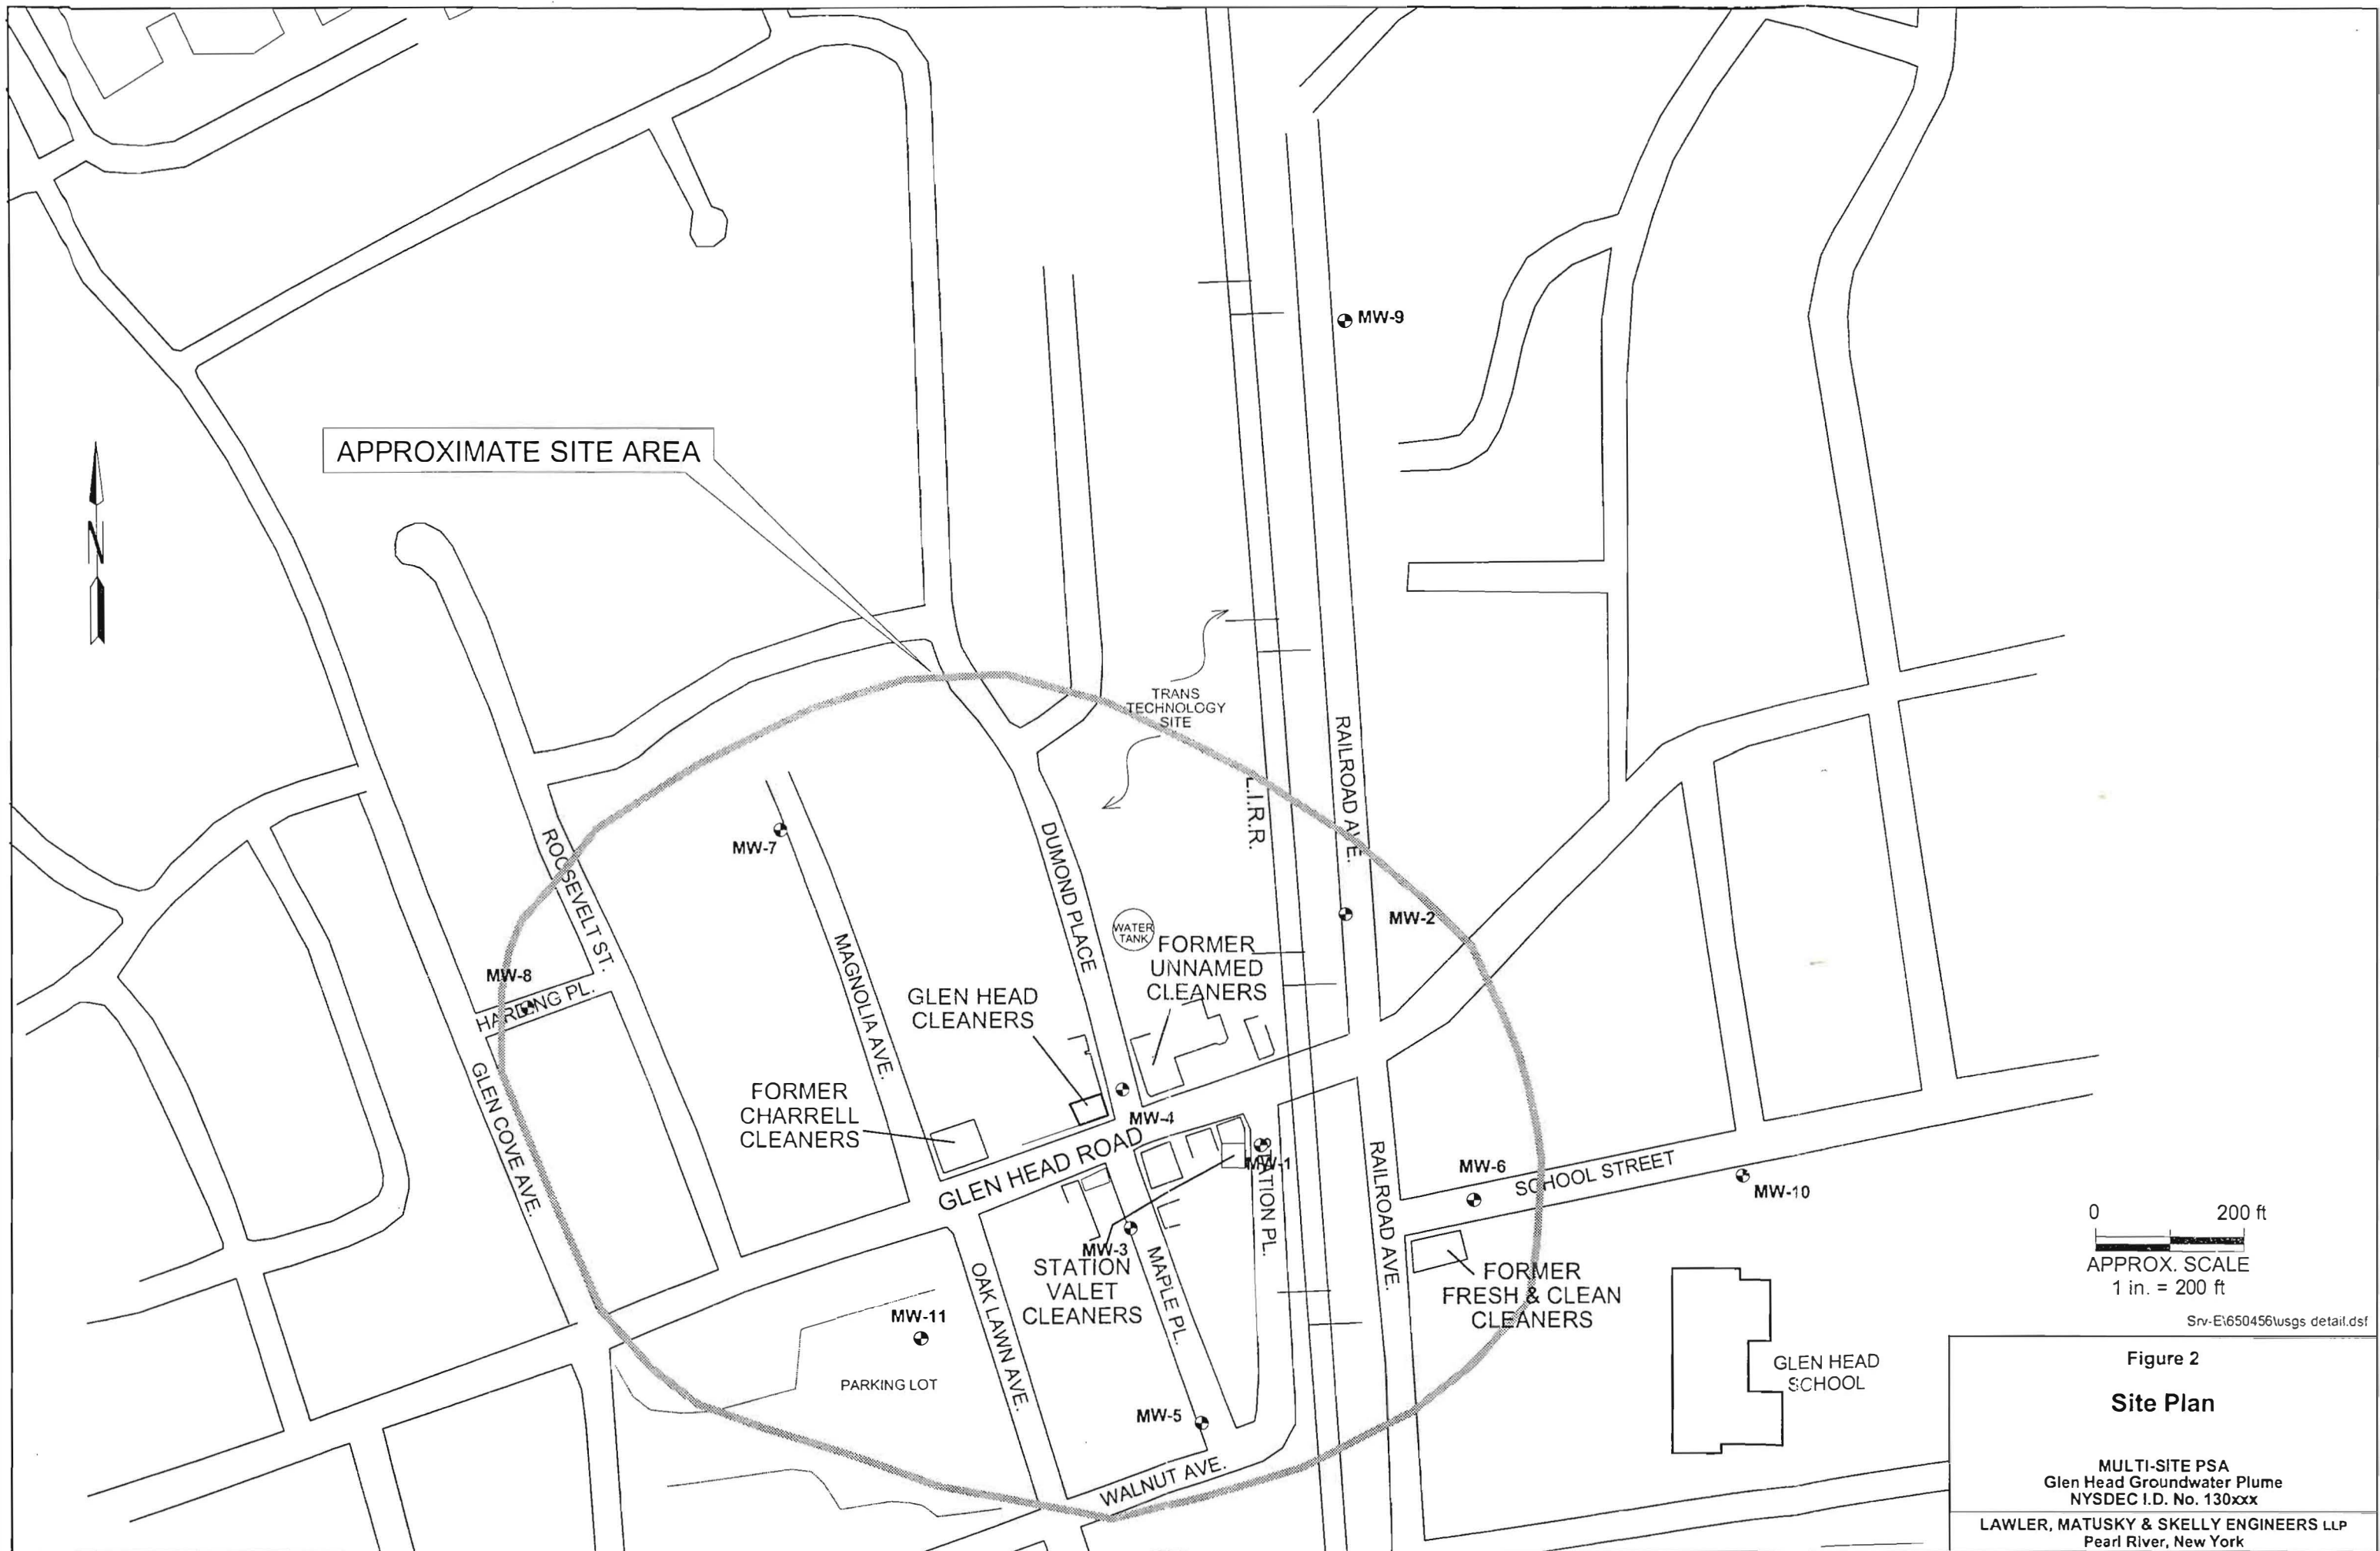 MW-9
APPROXIMATE SITE AREA
N
TRANS
TECHNOLOGY
SITE
RAILROAD AVE.
L.I.R.R.
ROOSEVELT ST.
MW-7
DUMOND PLACE
MW-2
WATER
TANK
FORMER
UNNAMED
CLEANERS
MAGNOLIA AVE.
MW-8
HARDING PL.
GLEN HEAD
CLEANERS
GLEN COVE AVE.
FORMER
CHARRELL
CLEANERS
MW-4
GLEN HEAD ROAD
MW-1
STATION PL.
RAILROAD AVE.
MW-6
SCHOOL STREET
MW-10
0 200 ft
APPROX. SCALE
1 in. = 200 ft
MW-3
STATION
VALET
CLEANERS
MAPLE PL.
OAK LAWN AVE.
FORMER
FRESH & CLEAN
CLEANERS
MW-11
PARKING LOT
MW-5
WALNUT AVE.
GLEN HEAD
SCHOOL
Srv-E\650456\usgs detail.dsf
Figure 2
Site Plan
MULTI-SITE PSA
Glen Head Groundwater Plume
NYSDEC I.D. No. 130xxx
LAWLER, MATUSKY & SKELLY ENGINEERS LLP
Pearl River, New York